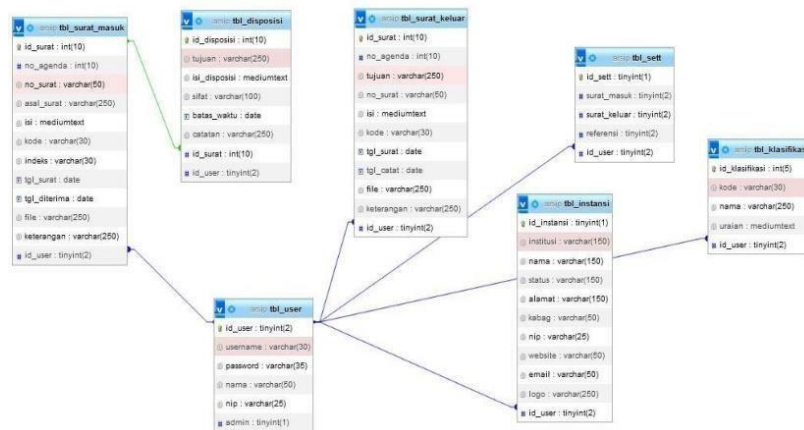 arsip tbl_surat_masuk
id_surat : int(10)
no_agenda : int(10)
no_surat : varchar(50)
asal_surat : varchar(250)
isi : mediumtext
kode : varchar(30)
indeks : varchar(30)
tgl_surat : date
tgl_diterima : date
file : varchar(250)
keterangan : varchar(250)
id_user : tinyint(2)
arsip tbl_disposisi
id_disposisi : int(10)
tujuan : varchar(250)
isi_disposisi : mediumtext
sifat : varchar(100)
batas_waktu : date
catatan : varchar(250)
id_surat : int(10)
id_user : tinyint(2)
arsip tbl_surat_keluar
id_surat : int(10)
no_agenda : int(10)
tujuan : varchar(250)
no_surat : varchar(50)
isi : mediumtext
kode : varchar(30)
tgl_surat : date
tgl_catat : date
file : varchar(250)
keterangan : varchar(250)
id_user : tinyint(2)
arsip tbl_sett
id_sett : tinyint(1)
surat_masuk : tinyint(2)
surat_keluar : tinyint(2)
referensi : tinyint(2)
id_user : tinyint(2)
arsip tbl_klasifikasi
id_klasifikasi : int(5)
kode : varchar(30)
nama : varchar(250)
uraian : mediumtext
id_user : tinyint(2)
arsip tbl_instansi
id_instansi : tinyint(1)
institusi : varchar(150)
nama : varchar(150)
status : varchar(150)
alamat : varchar(150)
kabag : varchar(50)
nip : varchar(25)
website : varchar(50)
email : varchar(50)
logo : varchar(250)
id_user : tinyint(2)
arsip tbl_user
id_user : tinyint(2)
username : varchar(30)
password : varchar(35)
nama : varchar(50)
nip : varchar(25)
admin : tinyint(1)